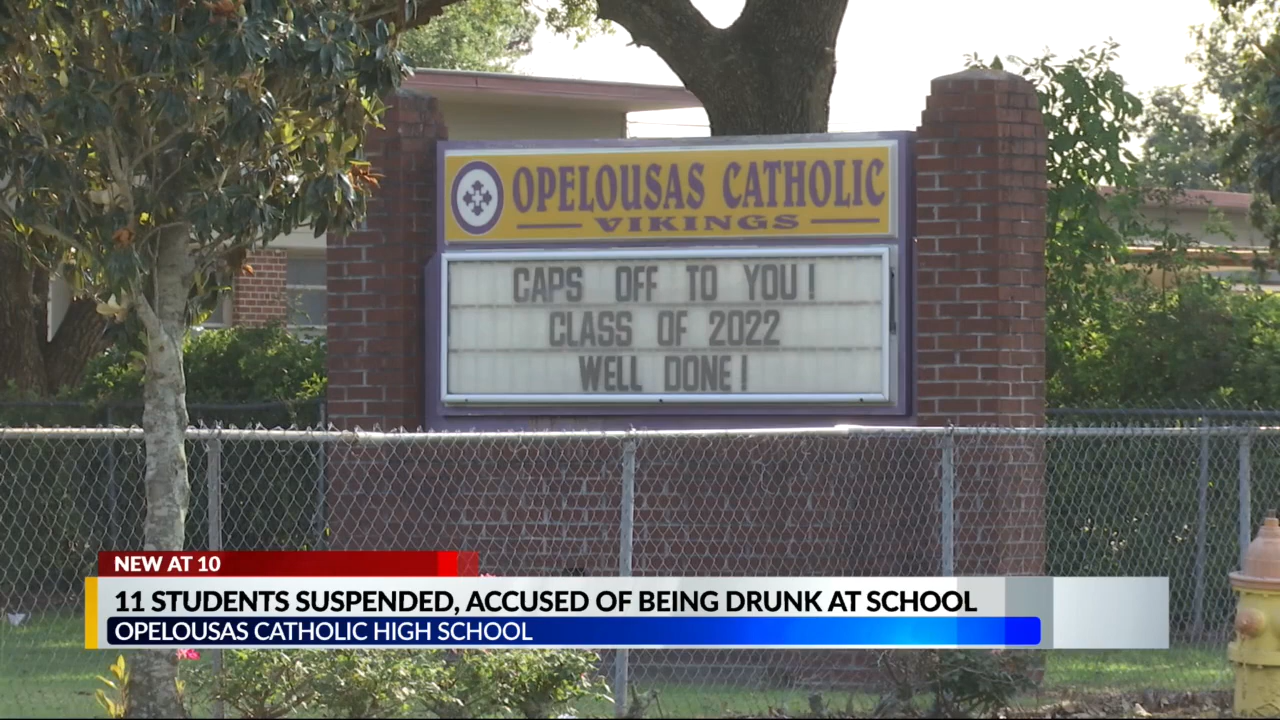 OPELOUSAS CATHOLIC
VIKINGS
CAPS OFF TO YOU!
CLASS OF 2022
WELL DONE!
NEW AT 10
11 STUDENTS SUSPENDED, ACCUSED OF BEING DRUNK AT SCHOOL
OPELOUSAS CATHOLIC HIGH SCHOOL